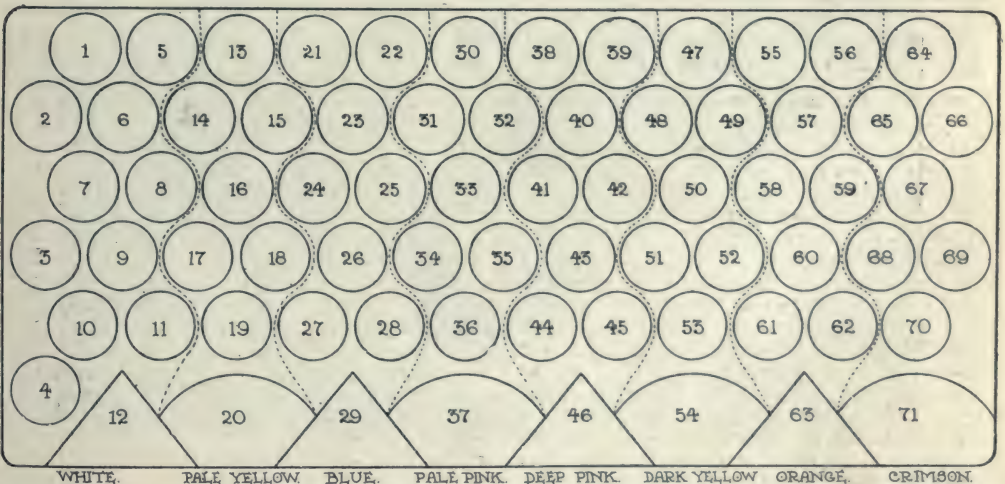 1 5 13 21 22 30 38 39 47 55 56 64
2 6 14 15 23 31 32 40 48 49 57 65 66
7 8 16 24 25 33 41 42 50 58 59 67
3 9 17 18 26 34 35 43 51 52 60 68 69
10 11 19 27 28 36 44 45 53 61 62 70
4 12 20 29 37 46 54 63 71
WHITE. PALE YELLOW. BLUE. PALE PINK. DEEP PINK. DARK YELLOW ORANGE. CRIMSON.